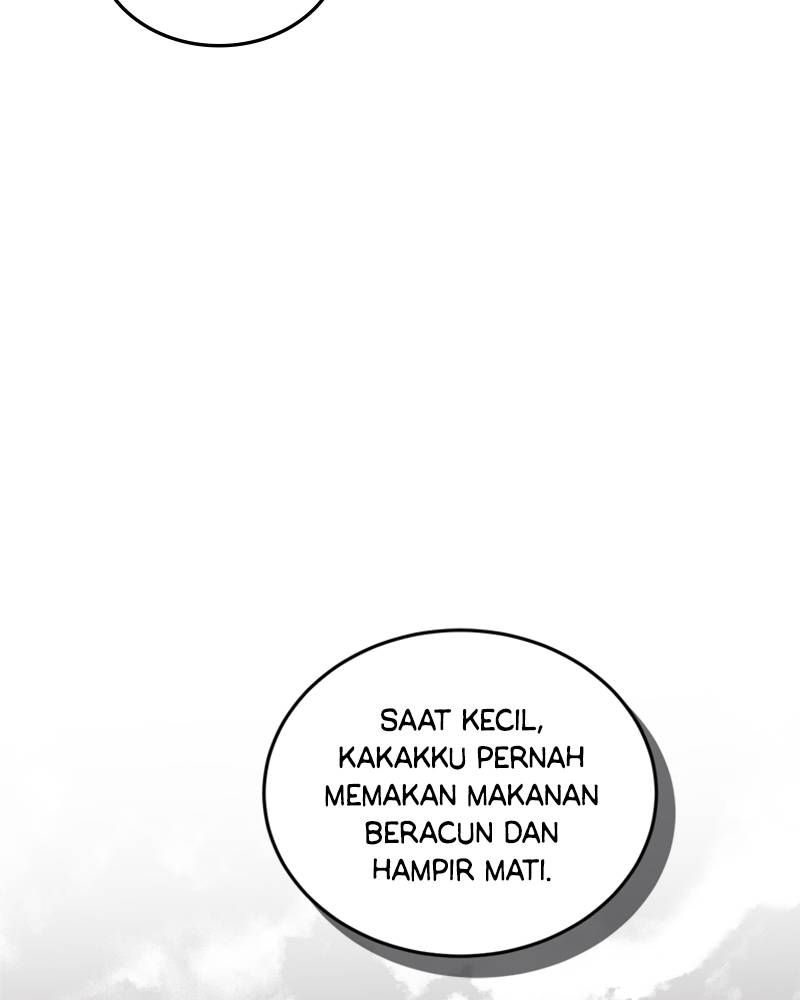 SAAT KECIL,
KAKAKKU PERNAH
MEMAKAN MAKANAN
BERACUN DAN
HAMPIR MATI.